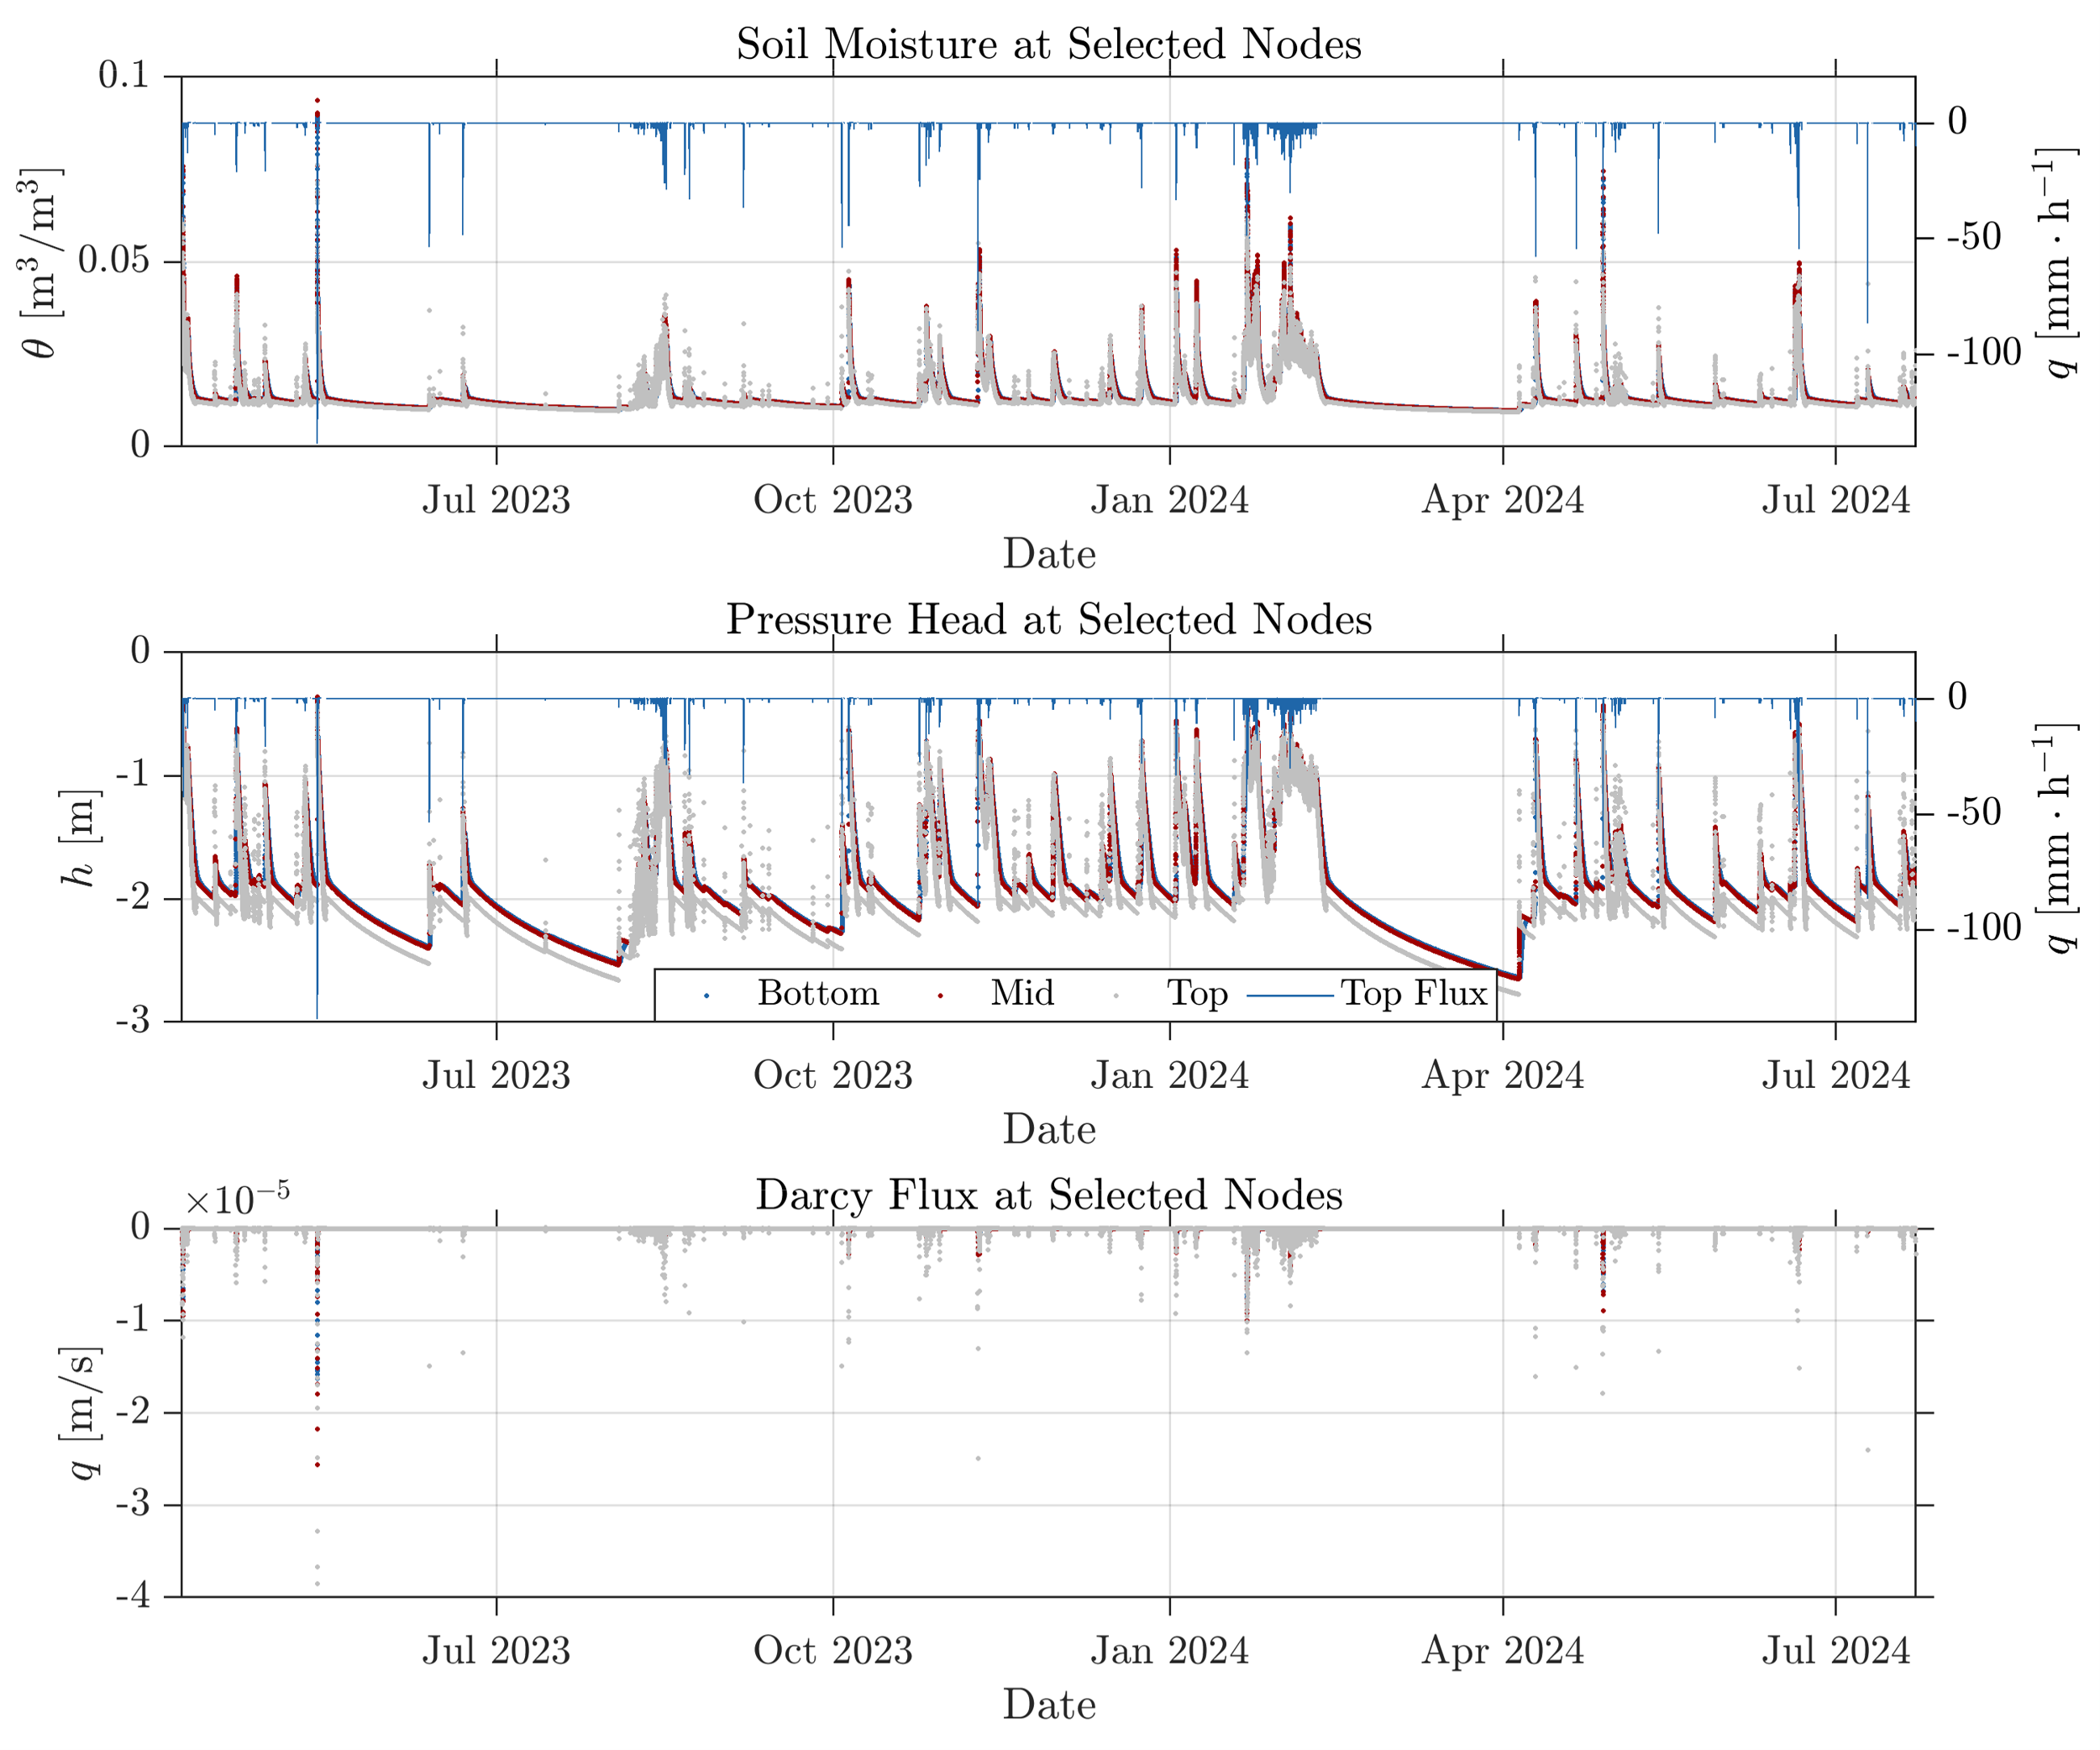 Soil Moisture at Selected Nodes
0.1
0.05
0
θ [m³/m³]
0
-50
-100
q [mm · h⁻¹]
Jul 2023 Oct 2023 Jan 2024 Apr 2024 Jul 2024
Date
Pressure Head at Selected Nodes
0
-1
-2
-3
h [m]
0
-50
-100
q [mm · h⁻¹]
Bottom Mid Top Top Flux
Jul 2023 Oct 2023 Jan 2024 Apr 2024 Jul 2024
Date
×10⁻⁵
Darcy Flux at Selected Nodes
0
-1
-2
-3
-4
q [m/s]
Jul 2023 Oct 2023 Jan 2024 Apr 2024 Jul 2024
Date